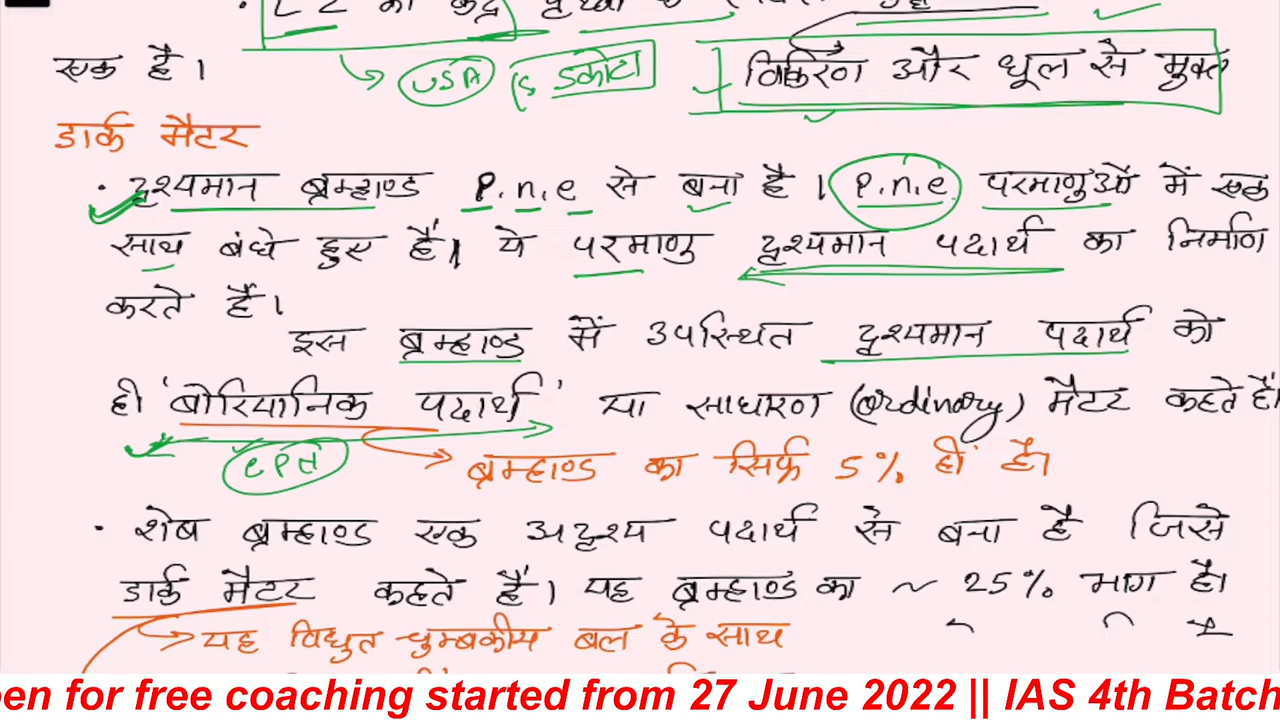 LZ का केंद्र
एक है। USA S डकोटा विकिरण और धूल से मुक्त
डार्क मैटर
• दृश्यमान ब्रम्हाण्ड P.n.e से बना है। P.n.e परमाणुओं में एक
साथ बंधे हुए हैं। ये परमाणु दृश्यमान पदार्थ का निर्माण
करते हैं।
इस ब्रम्हाण्ड में उपस्थित दृश्यमान पदार्थ को
ही 'बोरियानिक पदार्थ' या साधारण (ordinary) मैटर कहते हैं।
ब्रम्हाण्ड का सिर्फ 5% ही है।
• शेष ब्रम्हाण्ड एक अदृश्य पदार्थ से बना है जिसे
डार्क मैटर कहते हैं। यह ब्रम्हाण्ड का ~ 25% भाग है।
यह विधुत चुम्बकीय बल के साथ
en for free coaching started from 27 June 2022 || IAS 4th Batch